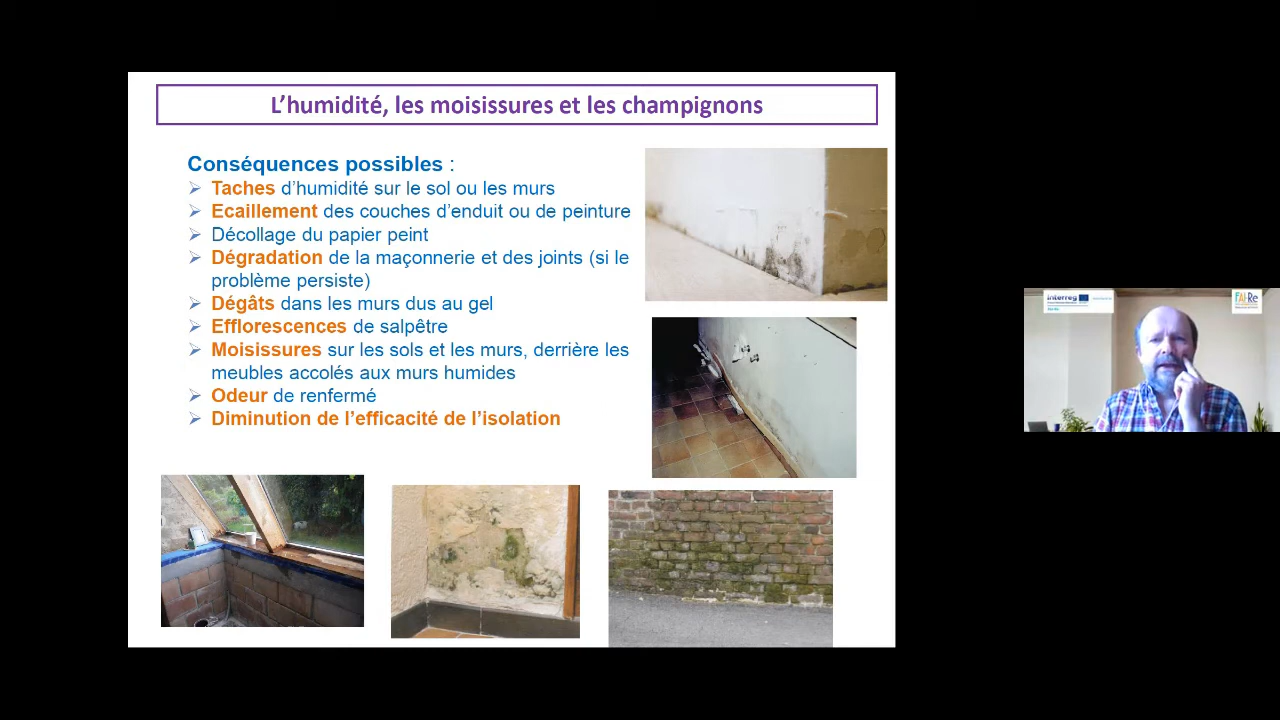 L'humidité, les moisissures et les champignons
Conséquences possibles :
Taches d'humidité sur le sol ou les murs
Ecaillement des couches d'enduit ou de peinture
Décollage du papier peint
Dégradation de la maçonnerie et des joints (si le
problème persiste)
Dégâts dans les murs dus au gel
Efflorescences de salpêtre
Moisissures sur les sols et les murs, derrière les
meubles accolés aux murs humides
Odeur de renfermé
Diminution de l'efficacité de l'isolation
Interreg
FAI-Re